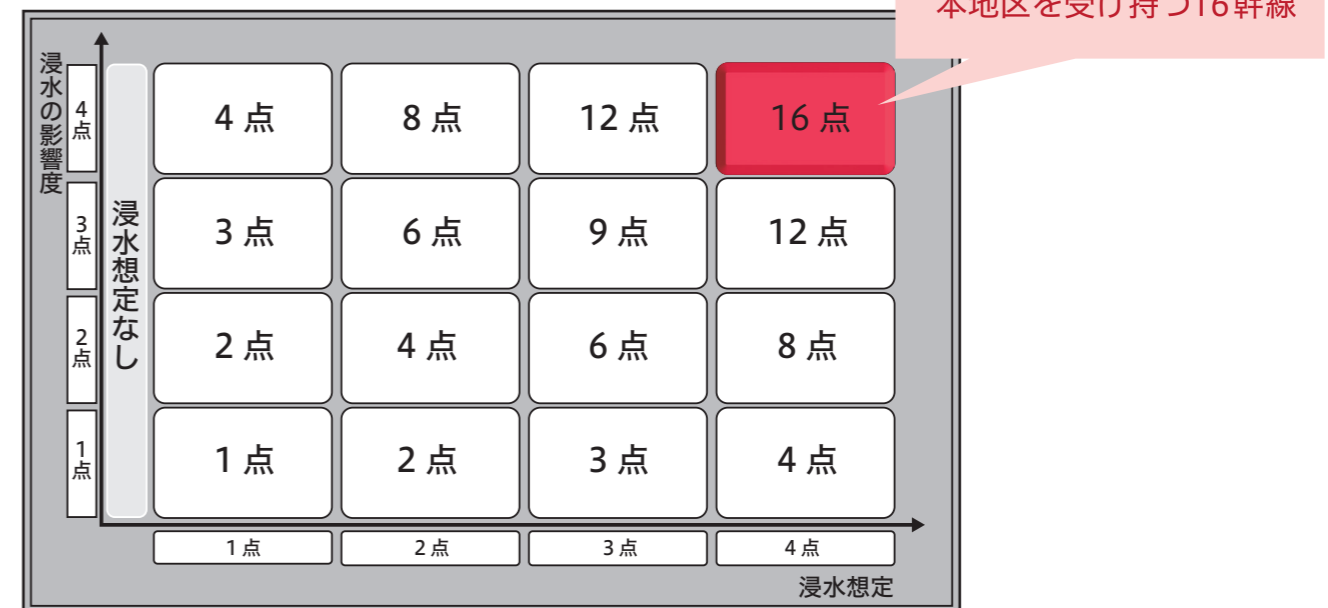 本地区を受け持つ16幹線
浸水の影響度
4点
3点
2点
1点
浸水想定なし
4点 8点 12点 16点
3点 6点 9点 12点
2点 4点 6点 8点
1点 2点 3点 4点
1点 2点 3点 4点
浸水想定